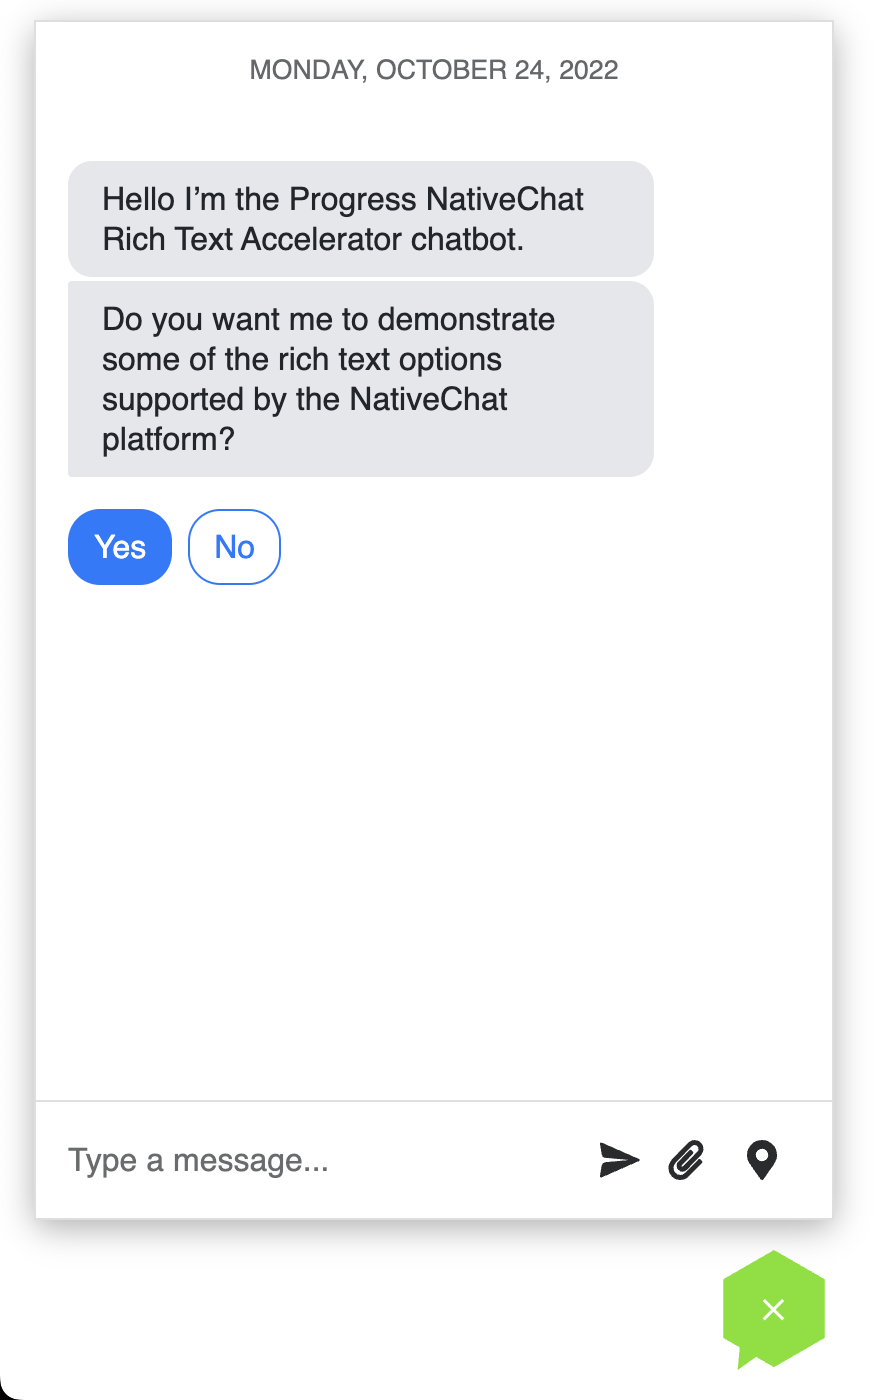 MONDAY, OCTOBER 24, 2022
Hello I’m the Progress NativeChat
Rich Text Accelerator chatbot.
Do you want me to demonstrate
some of the rich text options
supported by the NativeChat
platform?
Yes
No
Type a message...